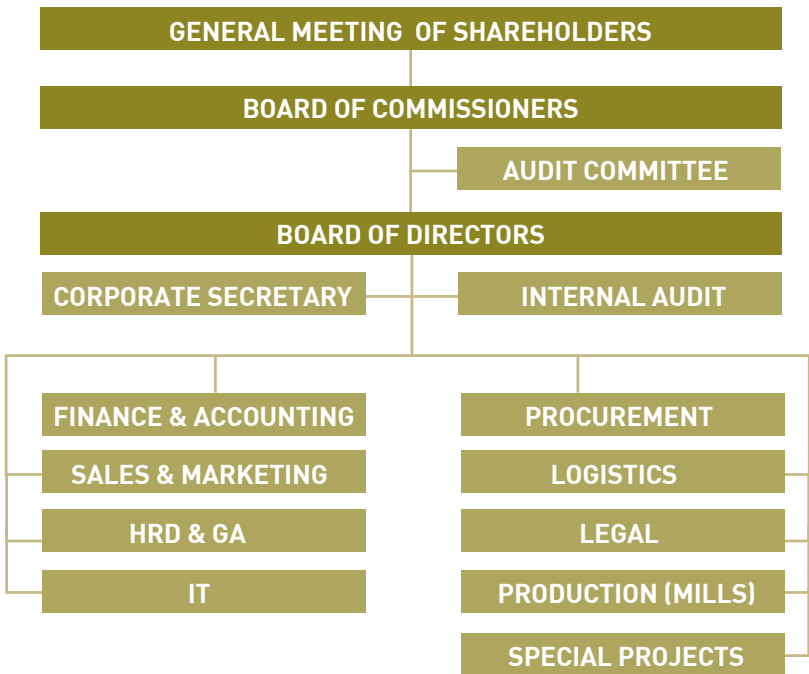 GENERAL MEETING OF SHAREHOLDERS
BOARD OF COMMISSIONERS
AUDIT COMMITTEE
BOARD OF DIRECTORS
CORPORATE SECRETARY
INTERNAL AUDIT
FINANCE & ACCOUNTING
PROCUREMENT
SALES & MARKETING
LOGISTICS
HRD & GA
LEGAL
IT
PRODUCTION (MILLS)
SPECIAL PROJECTS